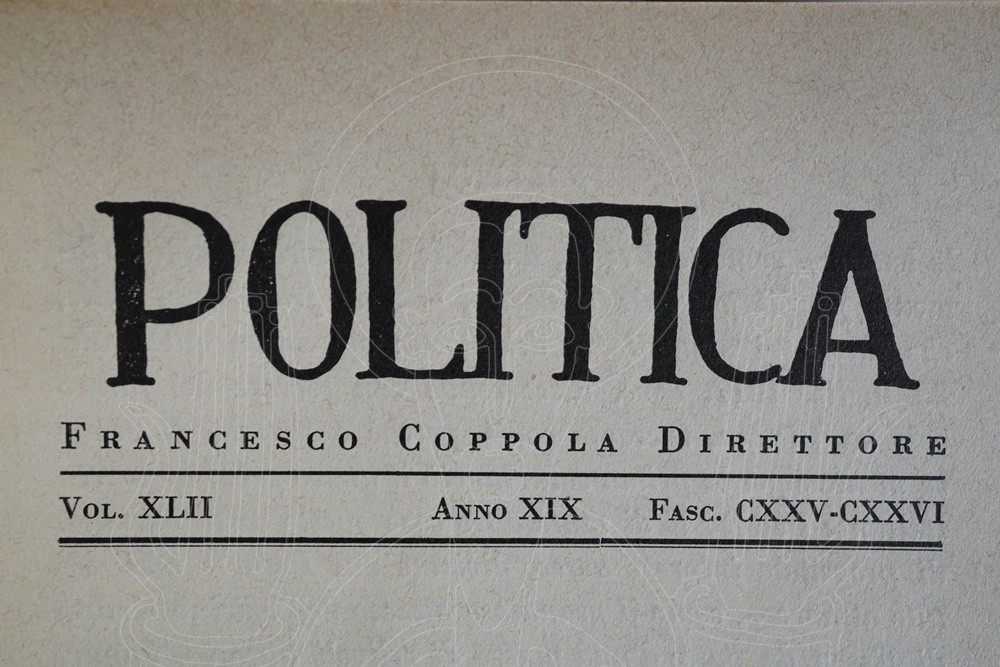 POLITICA
FRANCESCO COPPOLA DIRETTORE
VOL. XLII ANNO XIX FASC. CXXV-CXXVI